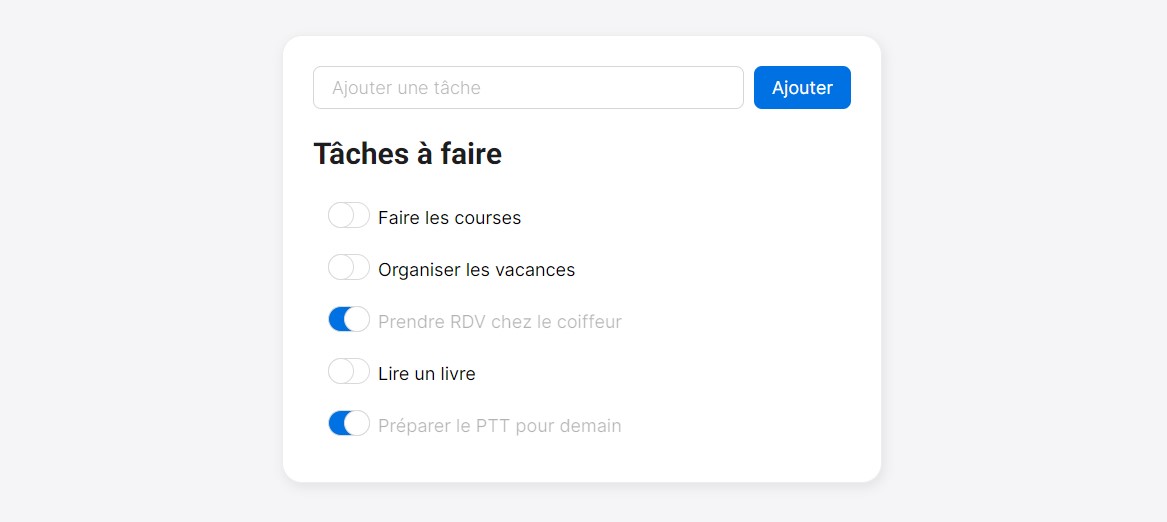 Ajouter une tâche
Ajouter
Tâches à faire
Faire les courses
Organiser les vacances
Prendre RDV chez le coiffeur
Lire un livre
Préparer le PTT pour demain